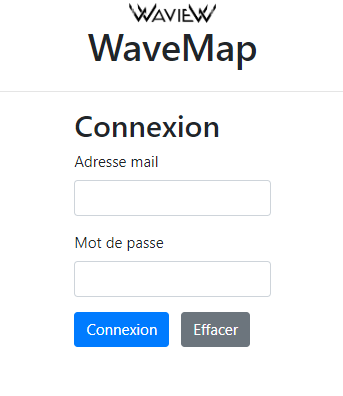 WAVIEW
WaveMap
Connexion
Adresse mail
Mot de passe
Connexion Effacer